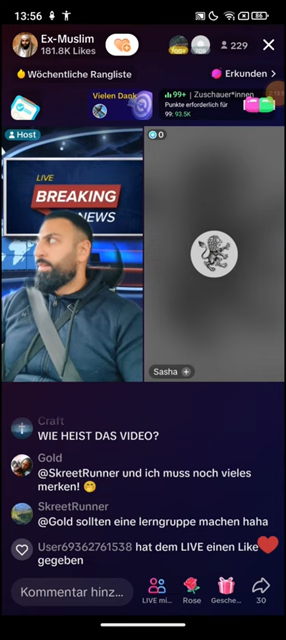 13:56
86
Ex-Muslim
181.8K Likes
229
Wöchentliche Rangliste
Erkunden >
Vielen Dank
99+ | Zuschauer*innen
Punkte erforderlich für
99: 93.5K
Host
0
LIVE
BREAKING
NEWS
Sasha +
Craft
WIE HEIST DAS VIDEO?
Gold
@SkreetRunner und ich muss noch vieles
merken!
SkreetRunner
@Gold sollten eine lerngruppe machen haha
User69362761538 hat dem LIVE einen Like
gegeben
Kommentar hinz...
LIVE mi...
Rose
Gesche...
30